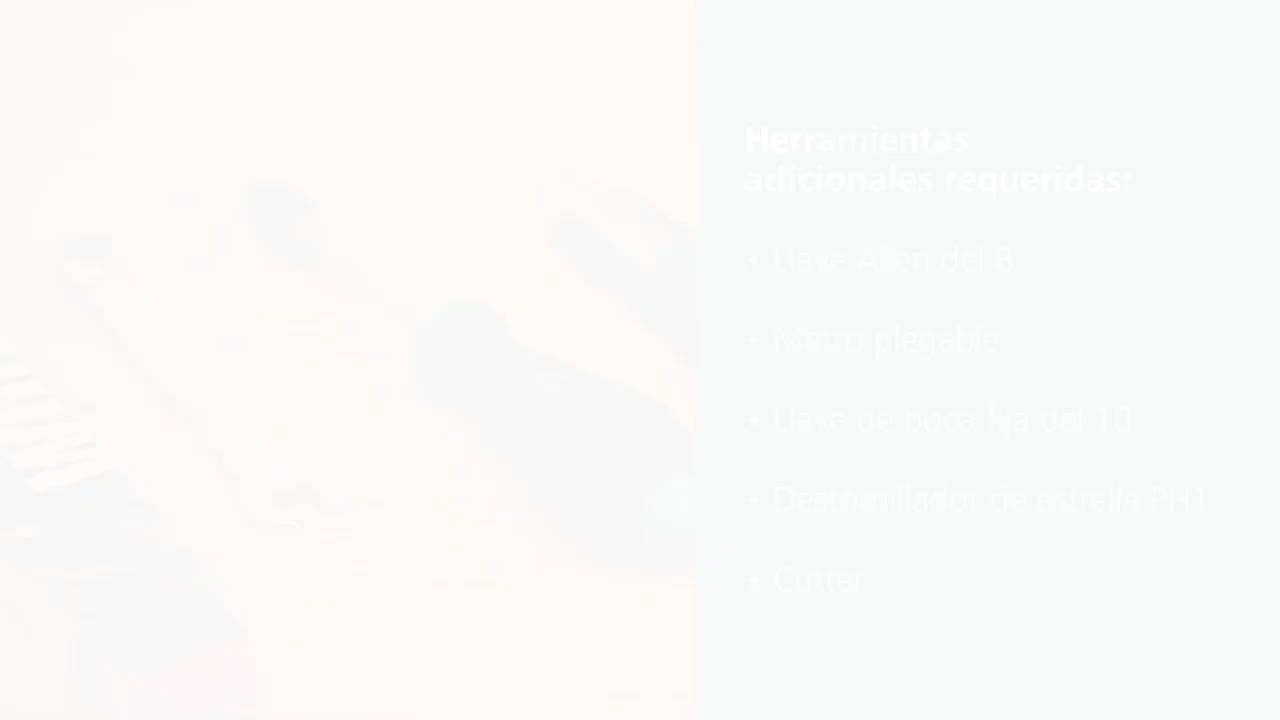 Herramientas
adicionales requeridas:
• Llave Allen del 8
• Metro plegable
• Llave de boca fija del 10
• Destornillador de estrella PH1
• Cutter